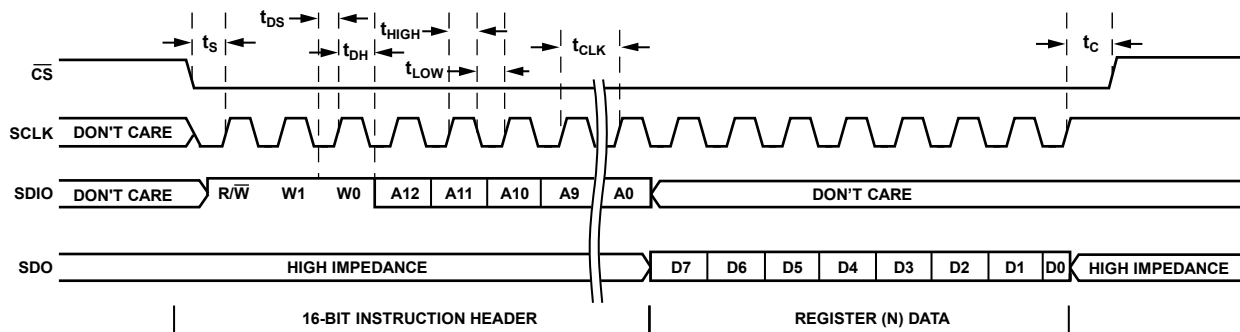 tDS
tHIGH
tS
tDH
tCLK
tC
tLOW
CS
SCLK DON'T CARE
SDIO DON'T CARE R/W W1 W0 A12 A11 A10 A9 A0 DON'T CARE
SDO HIGH IMPEDANCE D7 D6 D5 D4 D3 D2 D1 D0 HIGH IMPEDANCE
16-BIT INSTRUCTION HEADER REGISTER (N) DATA